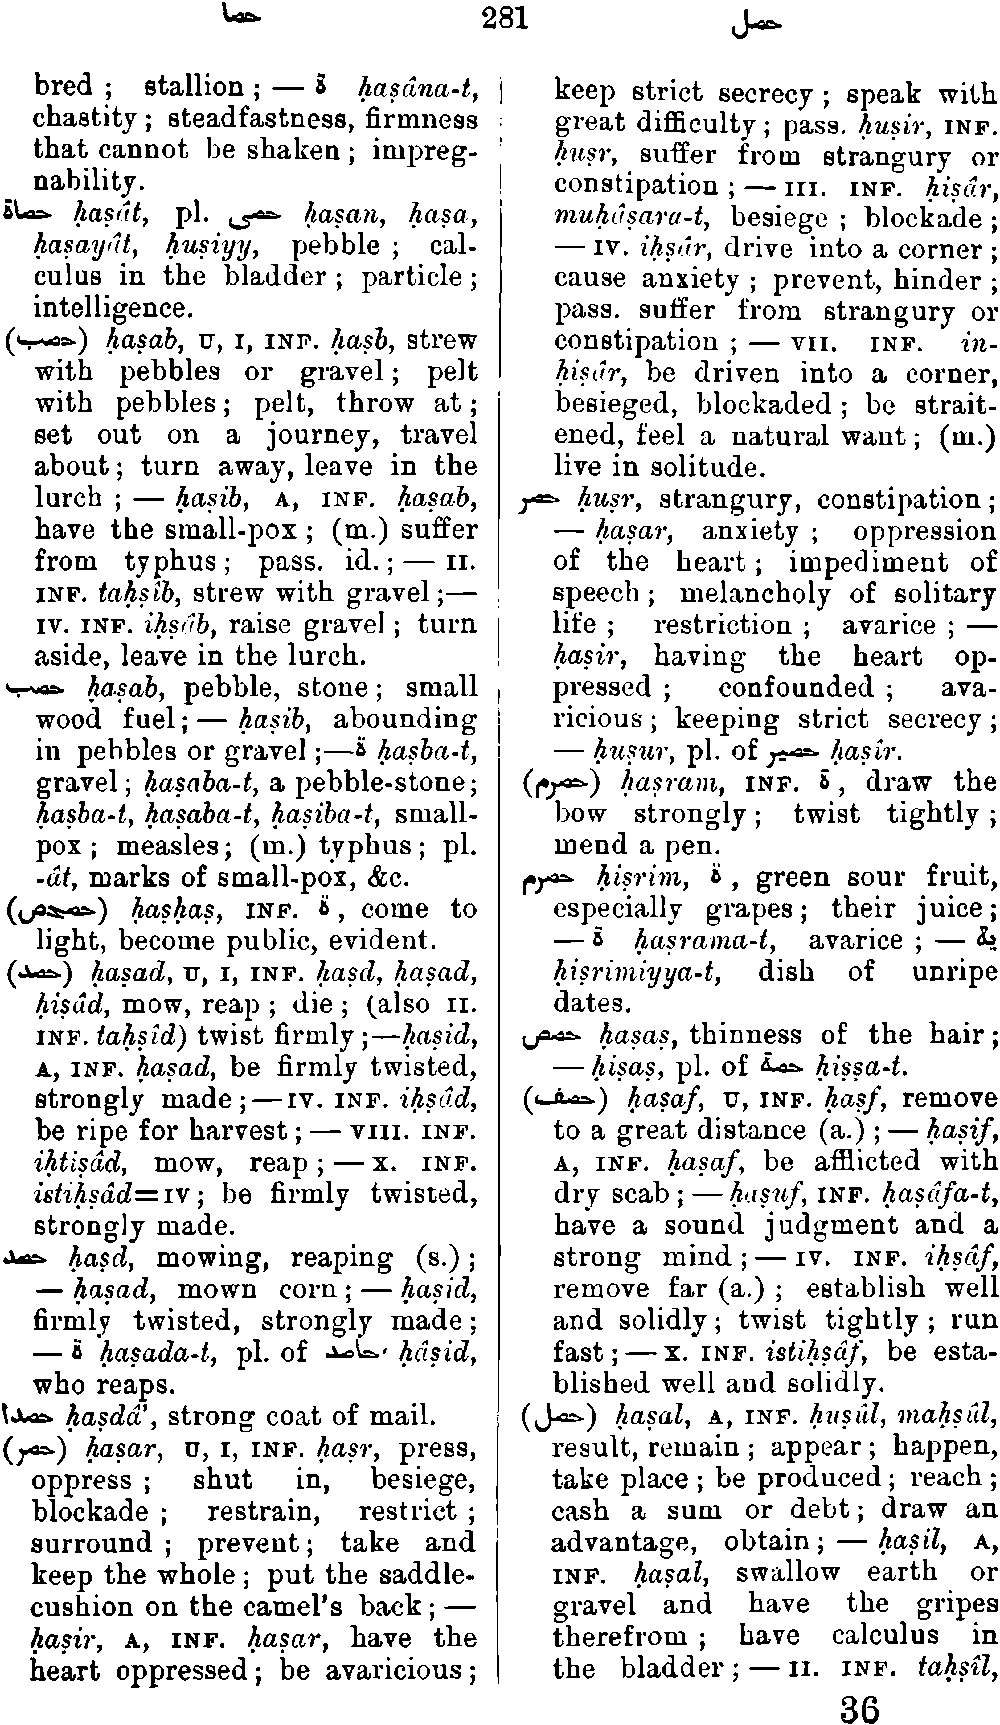 حصا 281 حصل
bred ; stallion ; — ة ḥaṣâna-t,
chastity ; steadfastness, firmness
that cannot be shaken ; impreg-
nability.
حصاة ḥaṣât, pl. حصى ḥaṣan, ḥaṣa,
ḥaṣayât, ḥuṣiyy, pebble ; cal-
culus in the bladder ; particle ;
intelligence.
(حصب) ḥaṣab, U, I, INF. ḥaṣb, strew
with pebbles or gravel ; pelt
with pebbles ; pelt, throw at ;
set out on a journey, travel
about ; turn away, leave in the
lurch ; — ḥaṣib, A, INF. ḥaṣab,
have the small-pox ; (m.) suffer
from typhus ; pass. id. ; — II.
INF. taḥṣîb, strew with gravel ;—
IV. INF. iḥṣâb, raise gravel ; turn
aside, leave in the lurch.
حصب ḥaṣab, pebble, stone ; small
wood fuel ; — ḥaṣib, abounding
in pebbles or gravel ;—ة ḥaṣba-t,
gravel ; ḥaṣaba-t, a pebble-stone ;
ḥaṣba-t, ḥaṣaba-t, ḥaṣiba-t, small-
pox ; measles ; (m.) typhus ; pl.
-ât, marks of small-pox, &c.
(حصحص) ḥaṣḥaṣ, INF. ة, come to
light, become public, evident.
(حصد) ḥaṣad, U, I, INF. ḥaṣd, ḥaṣad,
ḥiṣâd, mow, reap ; die ; (also II.
INF. taḥṣîd) twist firmly ;—ḥaṣid,
A, INF. ḥaṣad, be firmly twisted,
strongly made ;—IV. INF. iḥṣâd,
be ripe for harvest ; — VIII. INF.
iḥtiṣâd, mow, reap ; — X. INF.
istiḥṣâd=IV ; be firmly twisted,
strongly made.
حصد ḥaṣd, mowing, reaping (s.) ;
— ḥaṣad, mown corn ; — ḥaṣid,
firmly twisted, strongly made ;
— ة ḥaṣada-t, pl. of حاصد ḥâṣid,
who reaps.
حصدا ḥaṣdâ', strong coat of mail.
(حصر) ḥaṣar, U, I, INF. ḥaṣr, press,
oppress ; shut in, besiege,
blockade ; restrain, restrict ;
surround ; prevent ; take and
keep the whole ; put the saddle-
cushion on the camel's back ; —
ḥaṣir, A, INF. ḥaṣar, have the
heart oppressed ; be avaricious ;
keep strict secrecy ; speak with
great difficulty ; pass. ḥuṣir, INF.
ḥuṣr, suffer from strangury or
constipation ; — III. INF. ḥiṣâr,
muḥâṣara-t, besiege ; blockade ;
— IV. iḥṣâr, drive into a corner ;
cause anxiety ; prevent, hinder ;
pass. suffer from strangury or
constipation ; — VII. INF. in-
ḥiṣâr, be driven into a corner,
besieged, blockaded ; be strait-
ened, feel a natural want ; (m.)
live in solitude.
حصر ḥuṣr, strangury, constipation ;
— ḥaṣar, anxiety ; oppression
of the heart ; impediment of
speech ; melancholy of solitary
life ; restriction ; avarice ; —
ḥaṣir, having the heart op-
pressed ; confounded ; ava-
ricious ; keeping strict secrecy ;
— ḥuṣur, pl. of حصير ḥaṣîr.
(حصرم) ḥaṣram, INF. ة, draw the
bow strongly ; twist tightly ;
mend a pen.
حصرم ḥiṣrim, ة, green sour fruit,
especially grapes ; their juice ;
— ة ḥaṣrama-t, avarice ; — ية
ḥiṣrimiyya-t, dish of unripe
dates.
حصص ḥaṣaṣ, thinness of the hair ;
— ḥiṣaṣ, pl. of حصة ḥiṣṣa-t.
(حصف) ḥaṣaf, U, INF. ḥaṣf, remove
to a great distance (a.) ; — ḥaṣif,
A, INF. ḥaṣaf, be afflicted with
dry scab ; — ḥaṣuf, INF. ḥaṣâfa-t,
have a sound judgment and a
strong mind ; — IV. INF. iḥṣâf,
remove far (a.) ; establish well
and solidly ; twist tightly ; run
fast ; — X. INF. istiḥṣâf, be esta-
blished well and solidly.
(حصل) ḥaṣal, A, INF. ḥuṣûl, maḥṣûl,
result, remain ; appear ; happen,
take place ; be produced ; reach ;
cash a sum or debt ; draw an
advantage, obtain ; — ḥaṣil, A,
INF. ḥaṣal, swallow earth or
gravel and have the gripes
therefrom ; have calculus in
the bladder ; — II. INF. taḥṣîl,
36